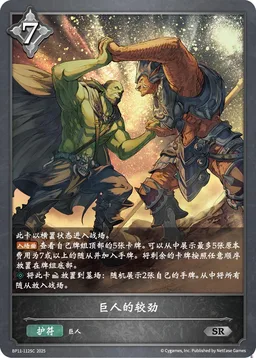 7
此卡以横置状态进入战场。
入场曲 查看自己牌组顶部的5张卡牌。可以从中展示最多5张原本
费用为7或以上的随从并加入手牌。将剩余的卡牌按照任意顺序
放置在牌组底部。
将此卡放置到墓场：随机展示2张自己的手牌。从中将所有
随从放入战场。
巨人的较劲
护符 巨人
SR
BP11-112SC 2025
© Cygames, Inc. Published by NetEase Games